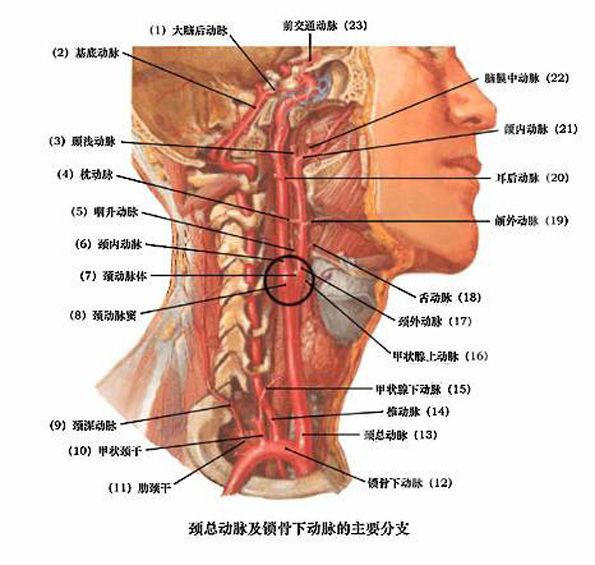 (1) 大脑后动脉
前交通动脉 (23)
(2) 基底动脉
脑膜中动脉 (22)
颌内动脉 (21)
(3) 颞浅动脉
(4) 枕动脉
耳后动脉 (20)
(5) 咽升动脉
颌外动脉 (19)
(6) 颈内动脉
(7) 颈动脉体
舌动脉 (18)
(8) 颈动脉窦
颈外动脉 (17)
甲状腺上动脉 (16)
甲状腺下动脉 (15)
椎动脉 (14)
(9) 颈深动脉
颈总动脉 (13)
(10) 甲状颈干
(11) 肋颈干
锁骨下动脉 (12)
颈总动脉及锁骨下动脉的主要分支